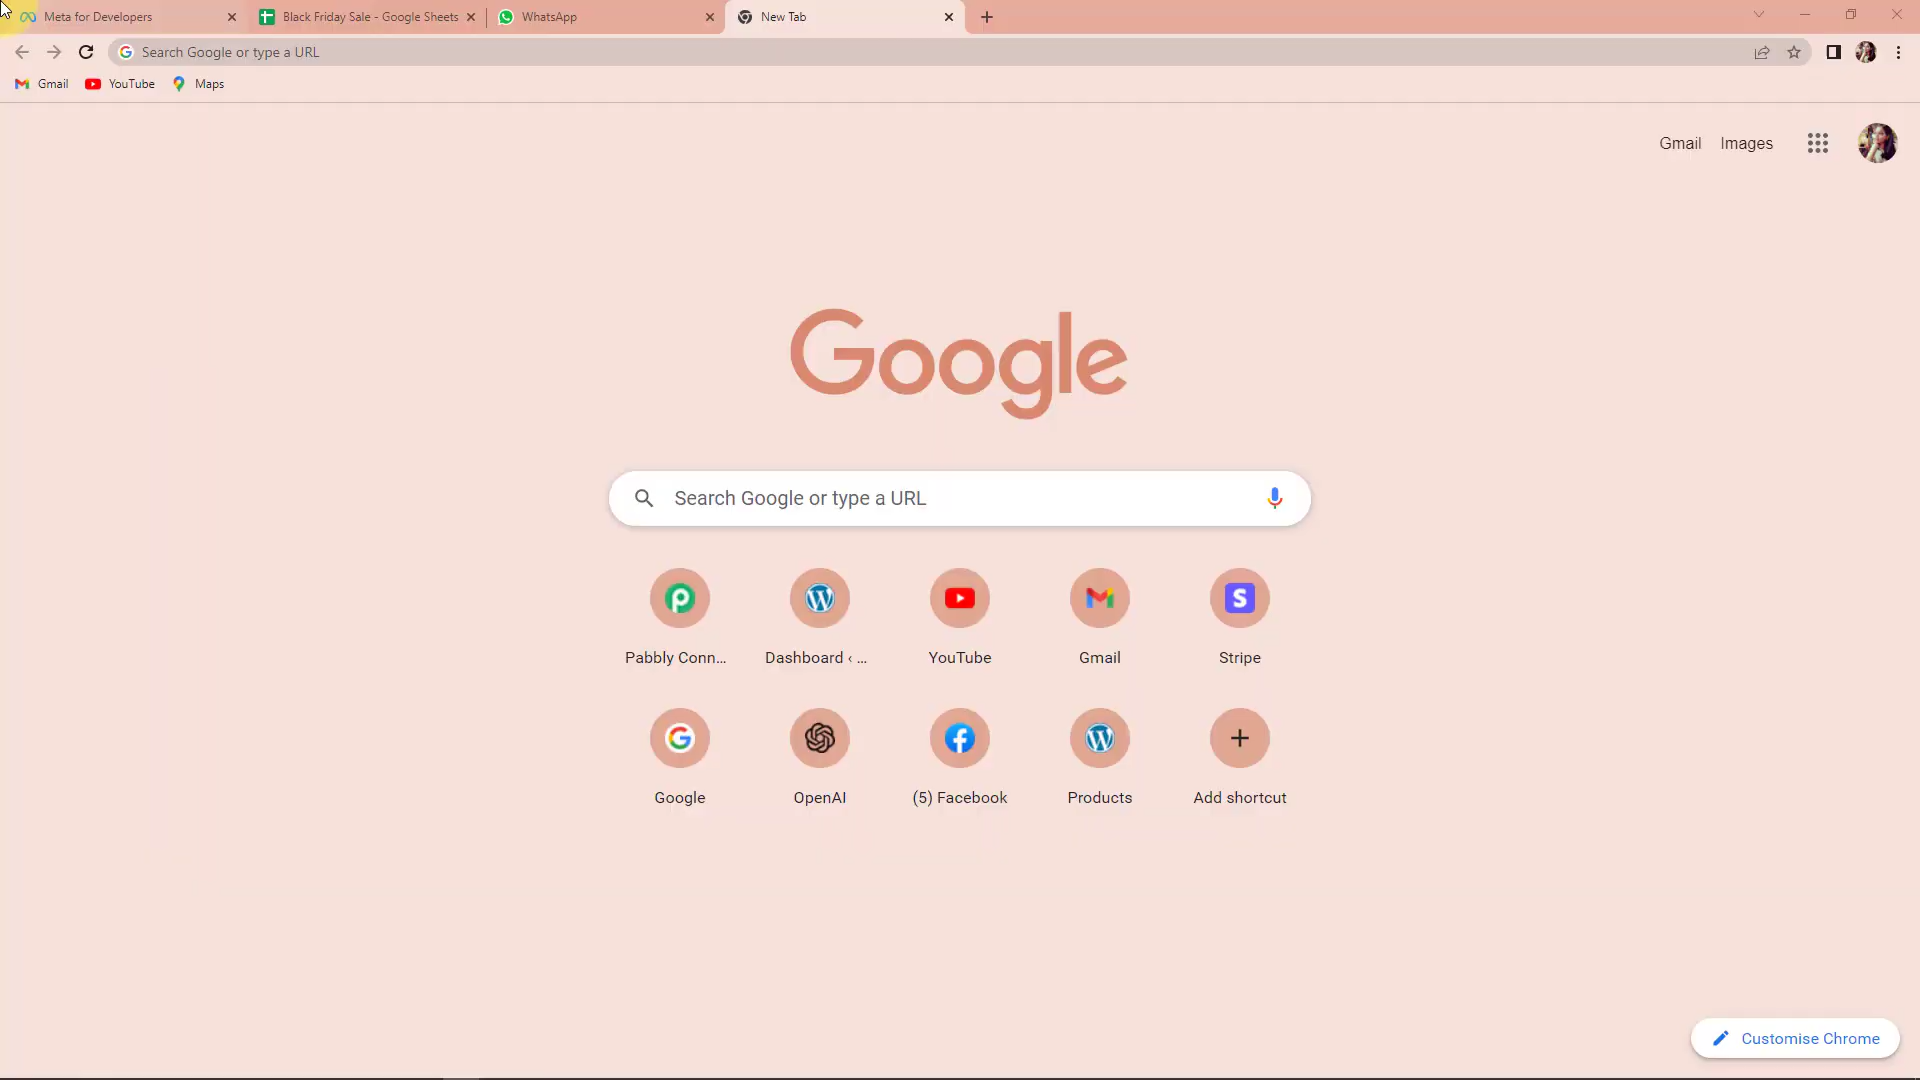 Meta for Developers
Black Friday Sale - Google Sheets
WhatsApp
New Tab
Search Google or type a URL
Gmail
YouTube
Maps
Gmail
Images
Google
Search Google or type a URL
Pabbly Conn...
Dashboard ‹ ...
YouTube
Gmail
Stripe
Google
OpenAI
(5) Facebook
Products
Add shortcut
Customise Chrome